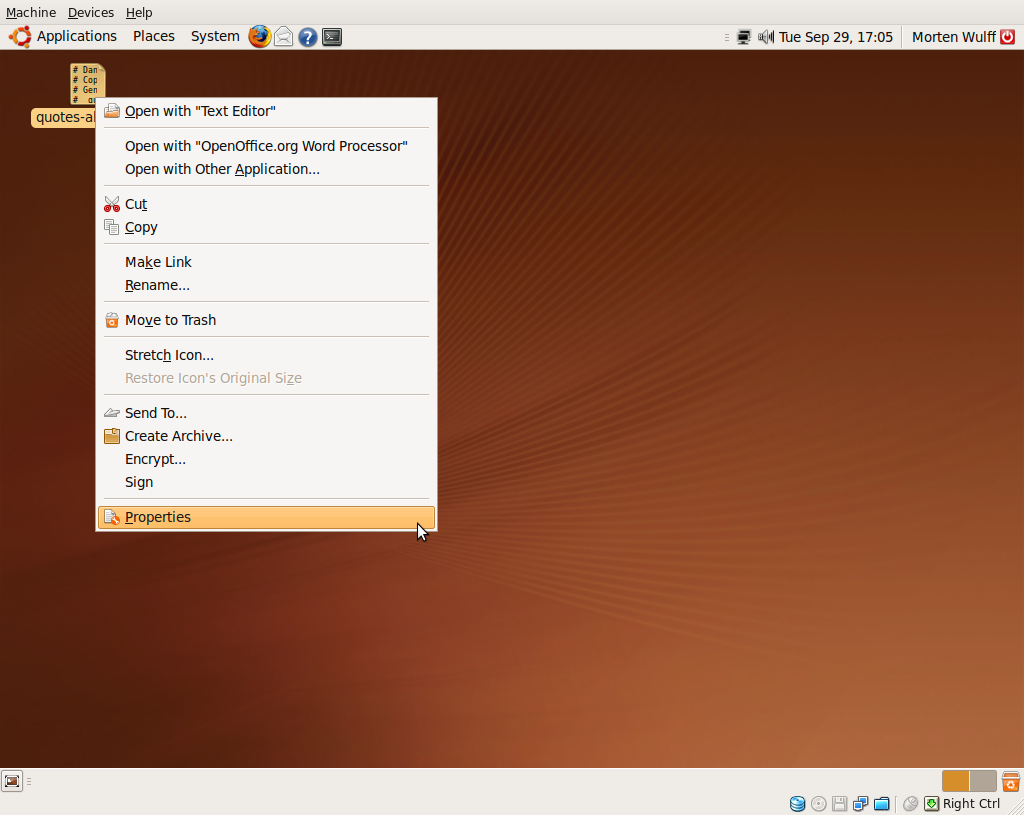 Machine Devices Help
Applications Places System Tue Sep 29, 17:05 Morten Wulff
# Dan
# Cop
# Gen
quotes-al
Open with "Text Editor"
Open with "OpenOffice.org Word Processor"
Open with Other Application...
Cut
Copy
Make Link
Rename...
Move to Trash
Stretch Icon...
Restore Icon's Original Size
Send To...
Create Archive...
Encrypt...
Sign
Properties
Right Ctrl